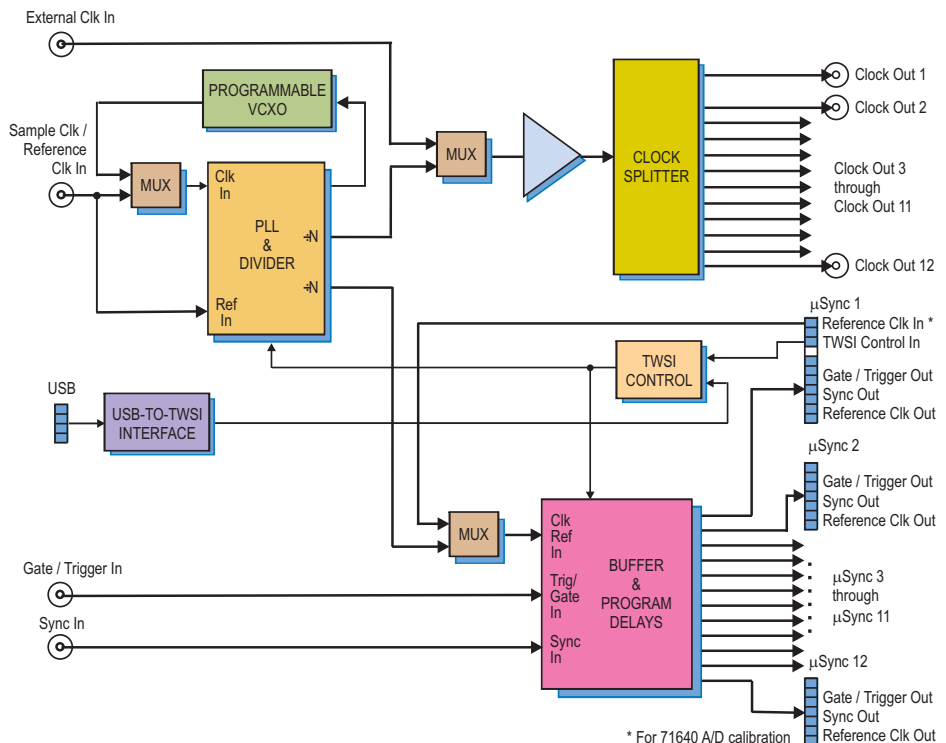 External Clk In
PROGRAMMABLE
VCXO
Sample Clk /
Reference
Clk In
MUX
Clk
In
PLL
&
DIVIDER
÷N
÷N
Ref
In
MUX
CLOCK
SPLITTER
Clock Out 1
Clock Out 2
Clock Out 3
through
Clock Out 11
Clock Out 12
µSync 1
Reference Clk In *
TWSI Control In
Gate / Trigger Out
Sync Out
Reference Clk Out
TWSI
CONTROL
USB
USB-TO-TWSI
INTERFACE
µSync 2
Gate / Trigger Out
Sync Out
Reference Clk Out
MUX
Clk
Ref
In
Trig/
Gate
In
Sync
In
BUFFER
&
PROGRAM
DELAYS
Gate / Trigger In
Sync In
µSync 3
through
µSync 11
µSync 12
Gate / Trigger Out
Sync Out
Reference Clk Out
* For 71640 A/D calibration